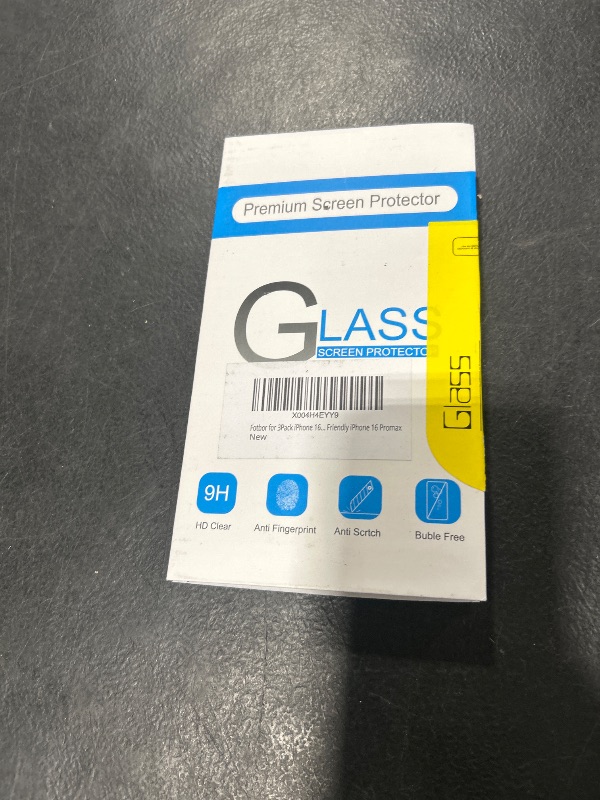 Premium Screen Protector
GLASS
SCREEN PROTECTO
Glass
X004H4EYY9
Fotbor for 3Pack iPhone 16... Friendly iPhone 16 Promax
New
9H
HD Clear
Anti Fingerprint
Anti Scrtch
Buble Free